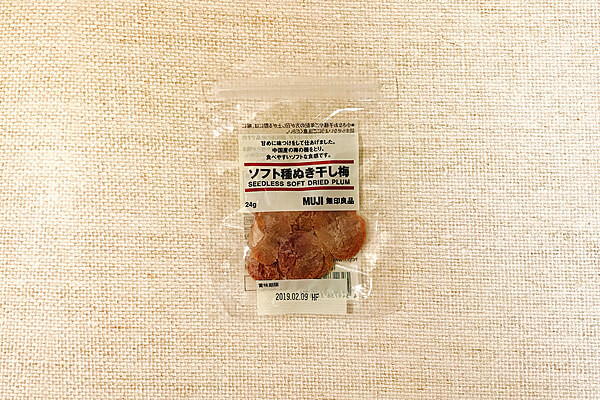 甘めに味つけをして仕あげました。
中国産の梅の種をとり、
食べやすいソフトな食感です。
ソフト種ぬき干し梅
SEEDLESS SOFT DRIED PLUM
24g
MUJI 無印良品
賞味期限
2019.02.09 HF